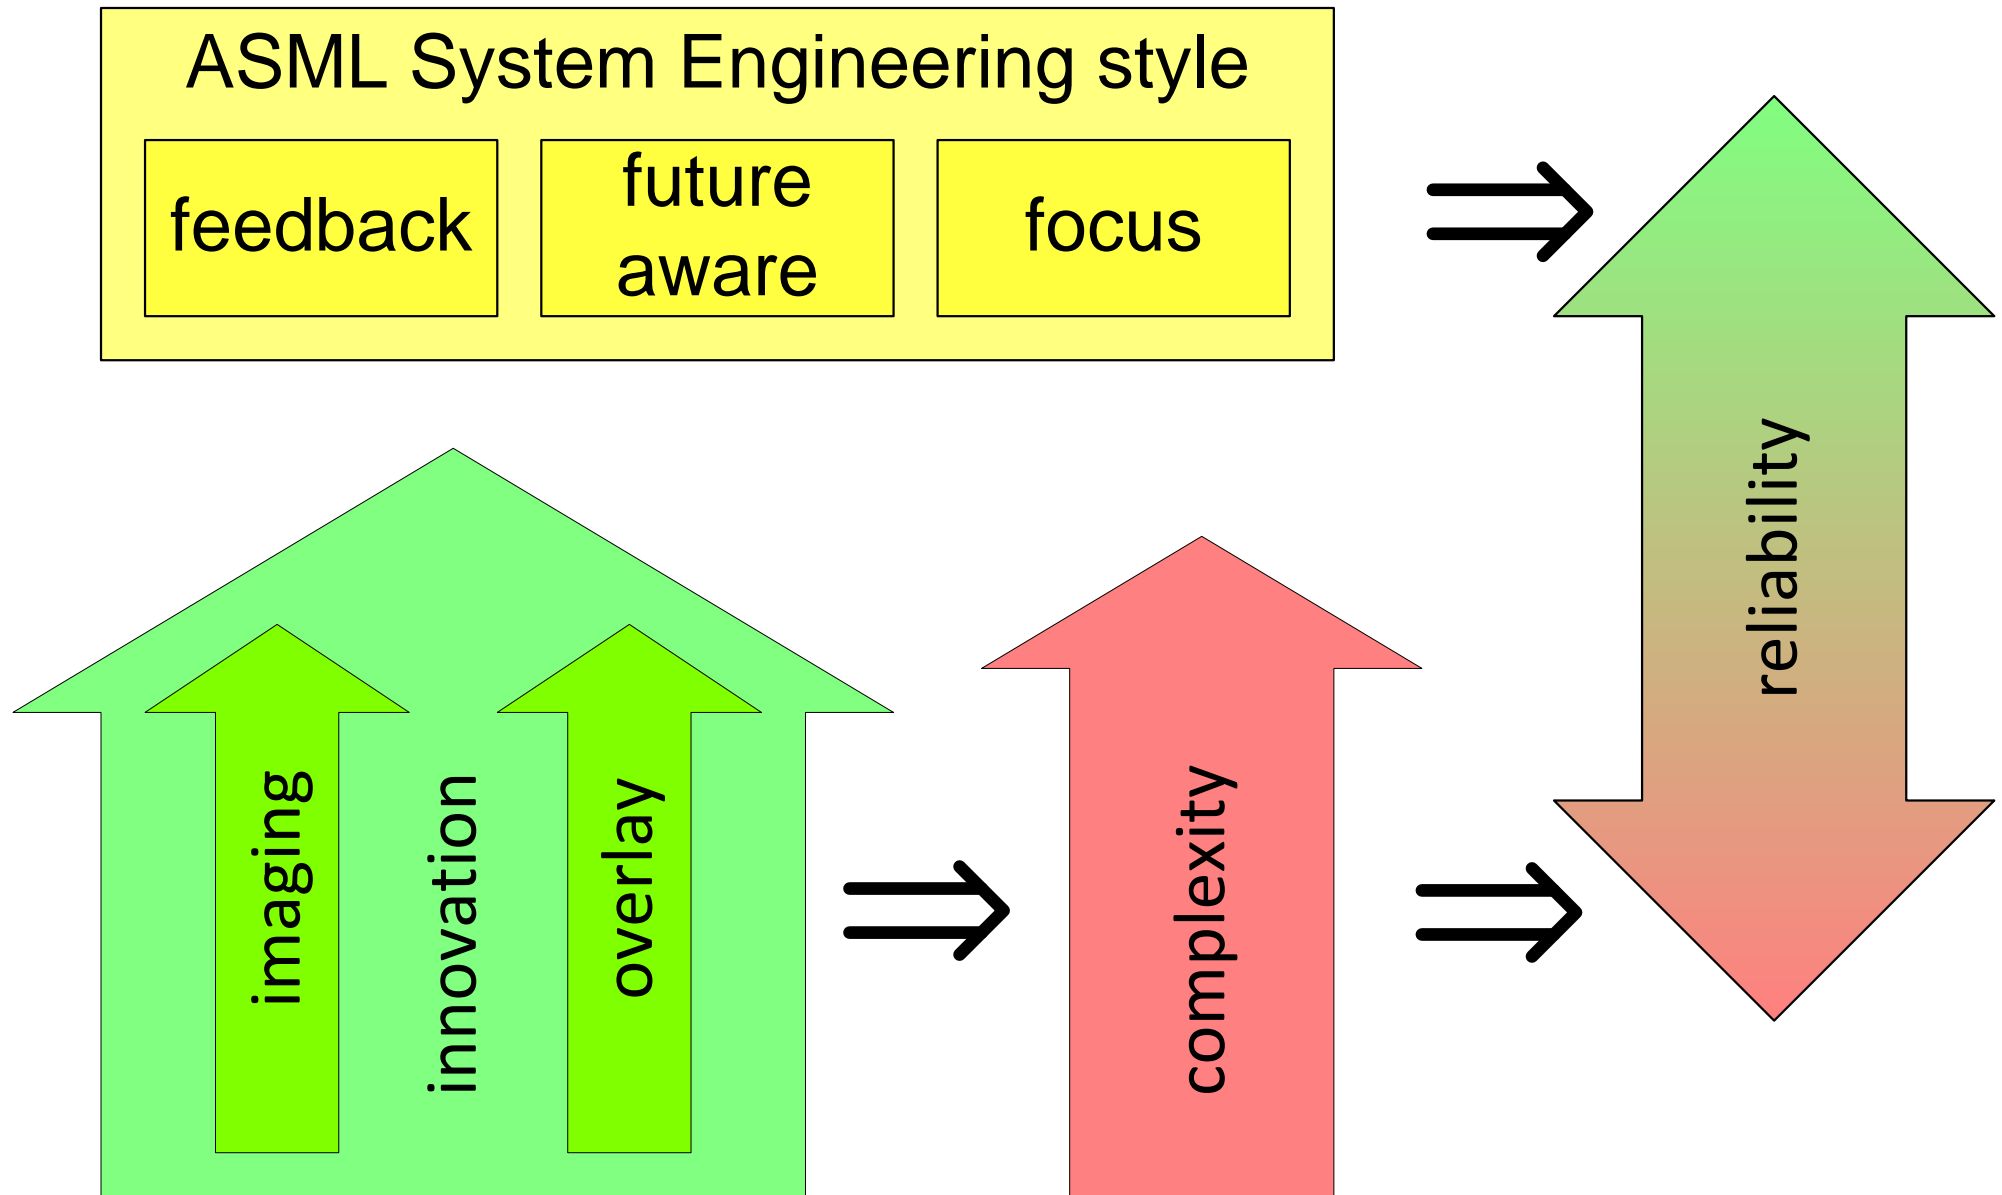 ASML System Engineering style
feedback
future
aware
focus
imaging
innovation
overlay
complexity
reliability